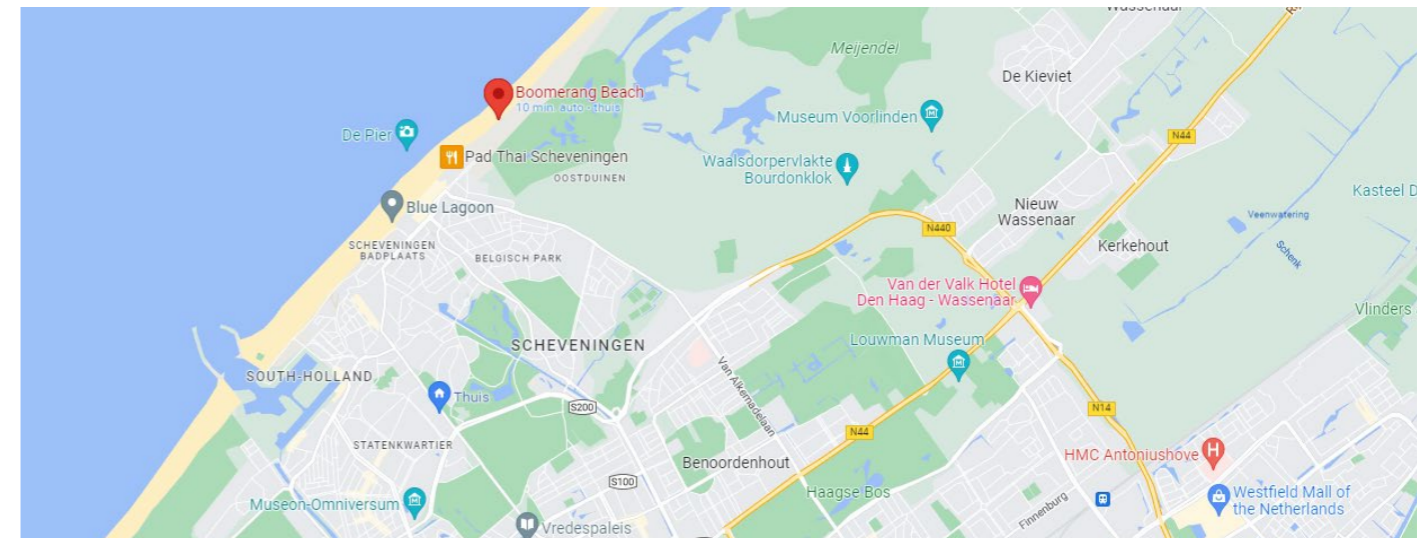 Wassenaar
Meijendel
De Kieviet
Boomerang Beach
10 min. auto - thuis
Museum Voorlinden
De Pier
N44
Pad Thai Scheveningen
Waalsdorpervlakte
Bourdonklok
OOSTDUINEN
Kasteel D
Blue Lagoon
Nieuw
Wassenaar
Veenwatering
N440
SCHEVENINGEN
BADPLAATS
BELGISCH PARK
Kerkehout
Schenk
Van der Valk Hotel
Den Haag - Wassenaar
Vlinders
SCHEVENINGEN
Louwman Museum
SOUTH-HOLLAND
Van Alkemadelaan
Thuis
S200
N14
STATENKWARTIER
N44
HMC Antoniushove
H
Benoordenhout
S100
Haagse Bos
Museon-Omniversum
Finnenburg
Westfield Mall of
the Netherlands
Vredespaleis